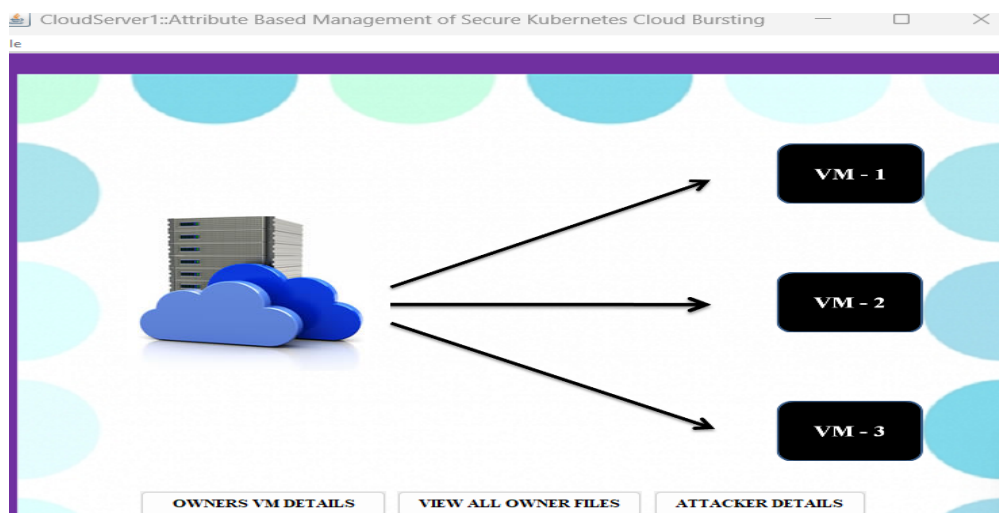 CloudServer1::Attribute Based Management of Secure Kubernetes Cloud Bursting
le
VM - 1
VM - 2
VM - 3
OWNERS VM DETAILS VIEW ALL OWNER FILES ATTACKER DETAILS